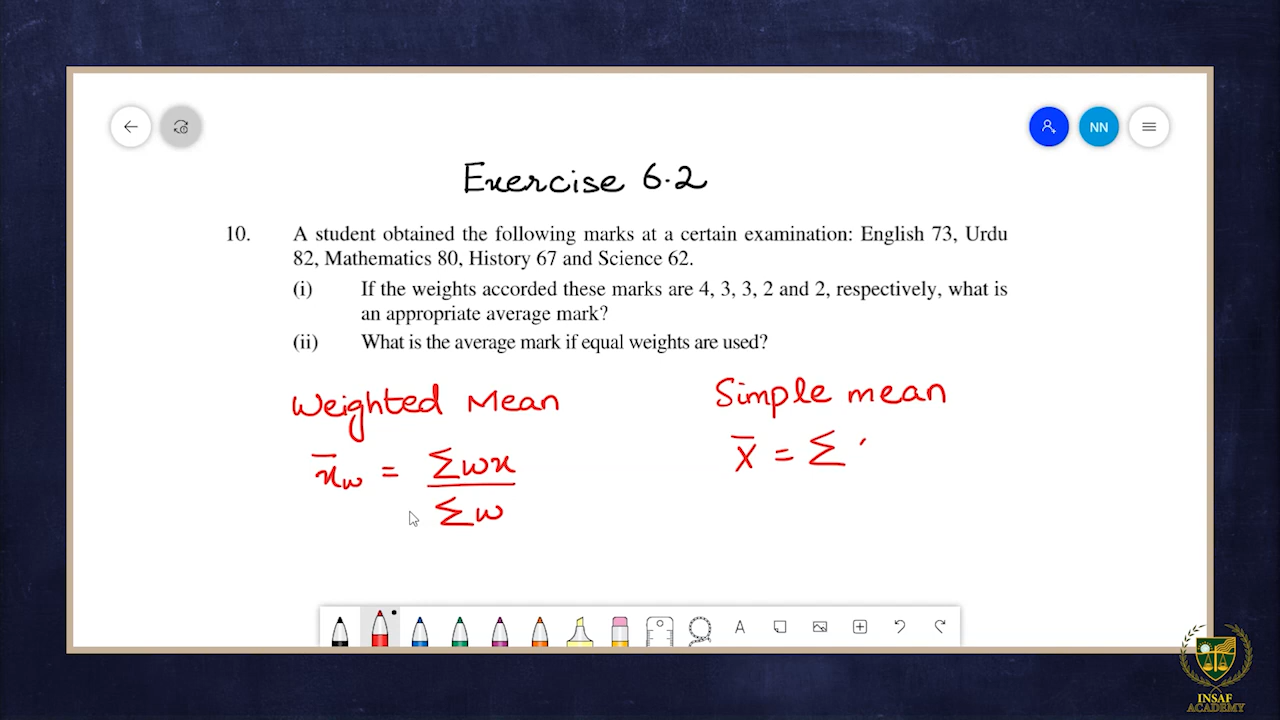 NN
Exercise 6.2
10. A student obtained the following marks at a certain examination: English 73, Urdu
82, Mathematics 80, History 67 and Science 62.
(i) If the weights accorded these marks are 4, 3, 3, 2 and 2, respectively, what is
an appropriate average mark?
(ii) What is the average mark if equal weights are used?
Weighted Mean
Simple mean
x̄w = Σwx
Σw
X̄ = Σ
A
INSAF
ACADEMY